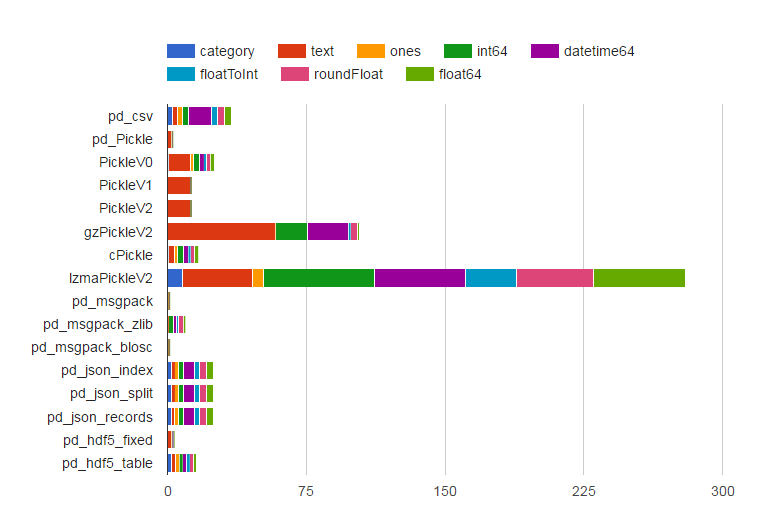 category text ones int64 datetime64
floatToInt roundFloat float64
pd_csv
pd_Pickle
PickleV0
PickleV1
PickleV2
gzPickleV2
cPickle
lzmaPickleV2
pd_msgpack
pd_msgpack_zlib
pd_msgpack_blosc
pd_json_index
pd_json_split
pd_json_records
pd_hdf5_fixed
pd_hdf5_table
0 75 150 225 300